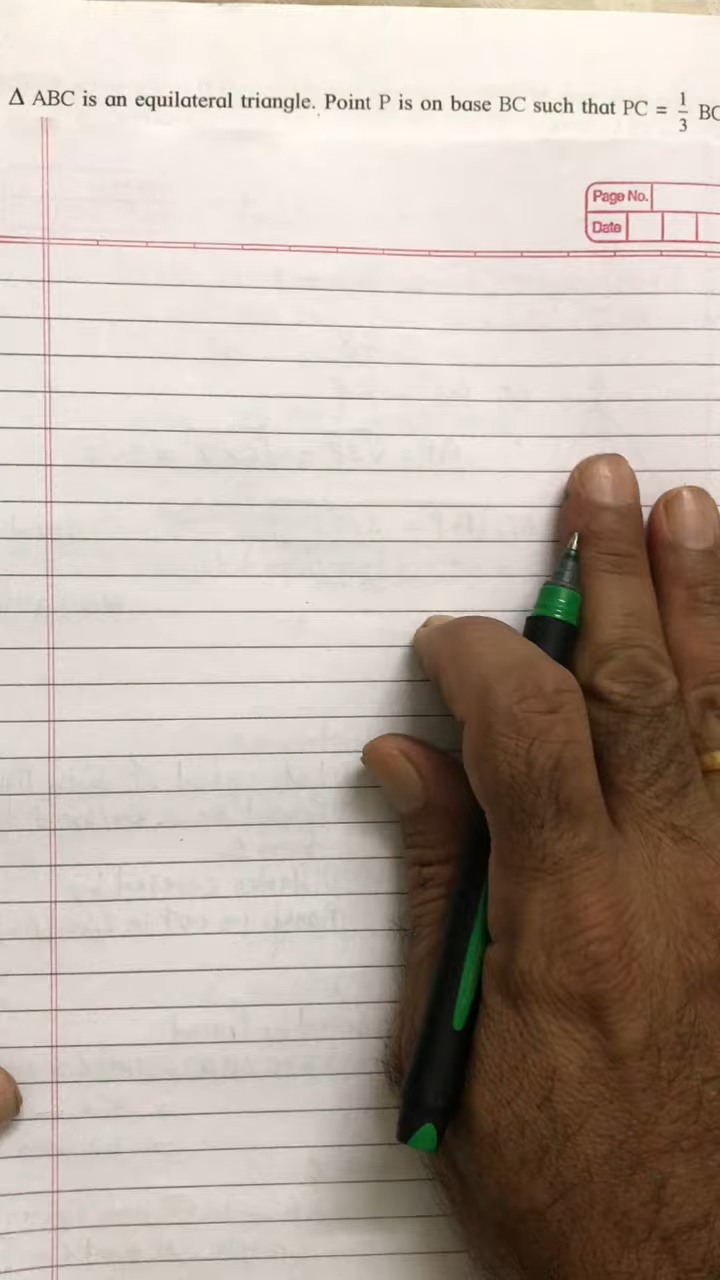 Δ ABC is an equilateral triangle. Point P is on base BC such that PC = 1/3 BC
Page No.
Date